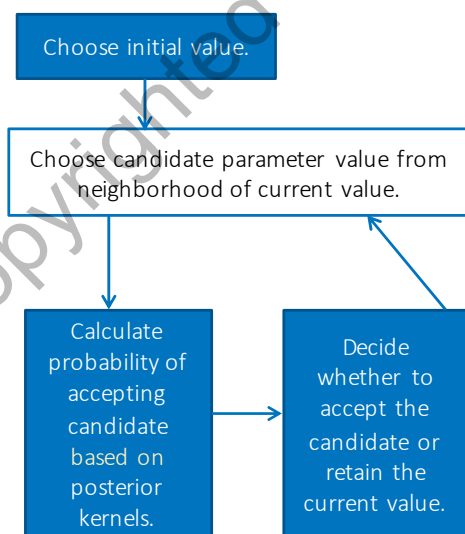 Choose initial value.
Choose candidate parameter value from
neighborhood of current value.
Calculate
probability of
accepting
candidate
based on
posterior
kernels.
Decide
whether to
accept the
candidate or
retain the
current value.
opyrighted